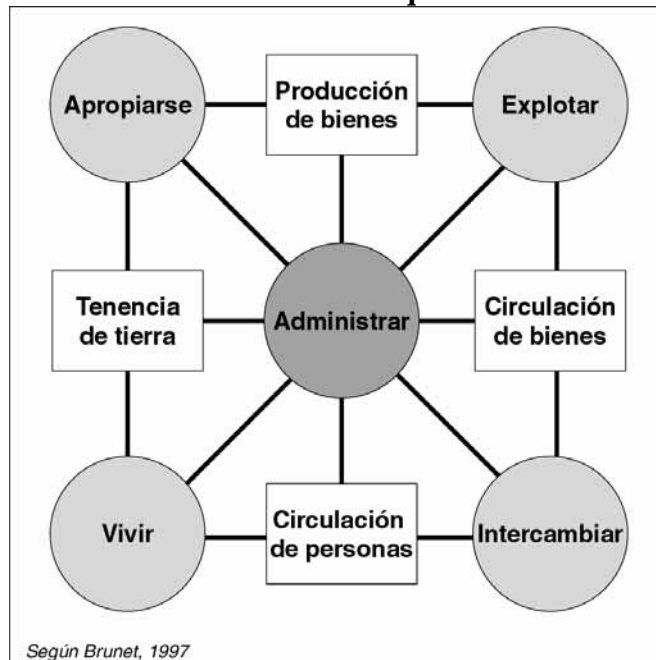 Apropiarse
Producción
de bienes
Explotar
Tenencia
de tierra
Administrar
Circulación
de bienes
Vivir
Circulación
de personas
Intercambiar
Según Brunet, 1997